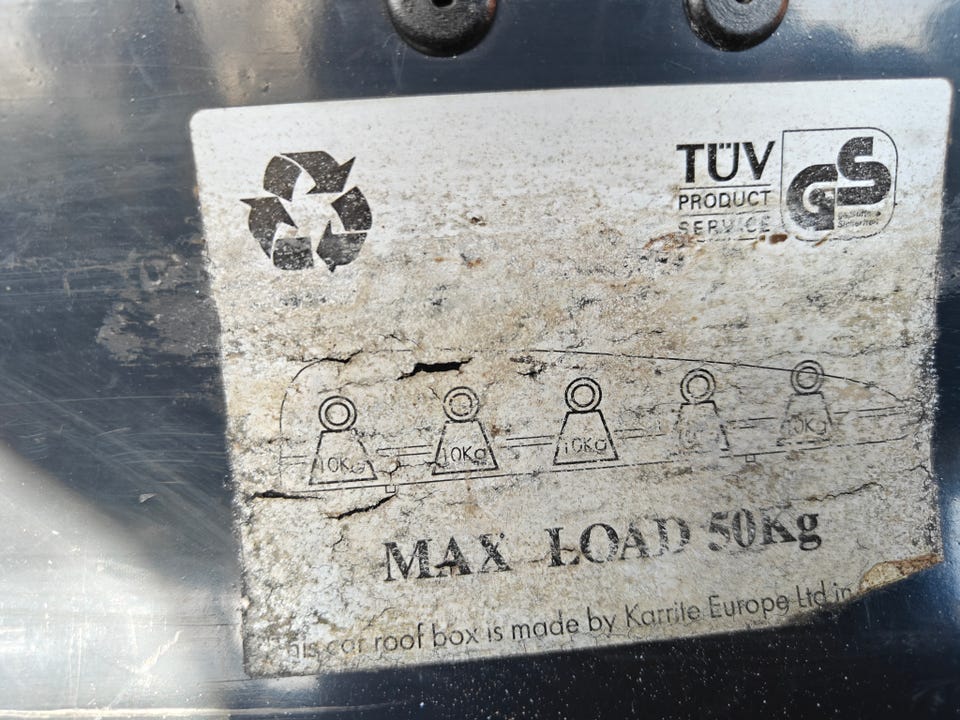 TÜV
PRODUCT
SERVICE
GS
10Kg 10Kg 10Kg 10Kg
MAX LOAD 50Kg
This car roof box is made by Karrite Europe Ltd in